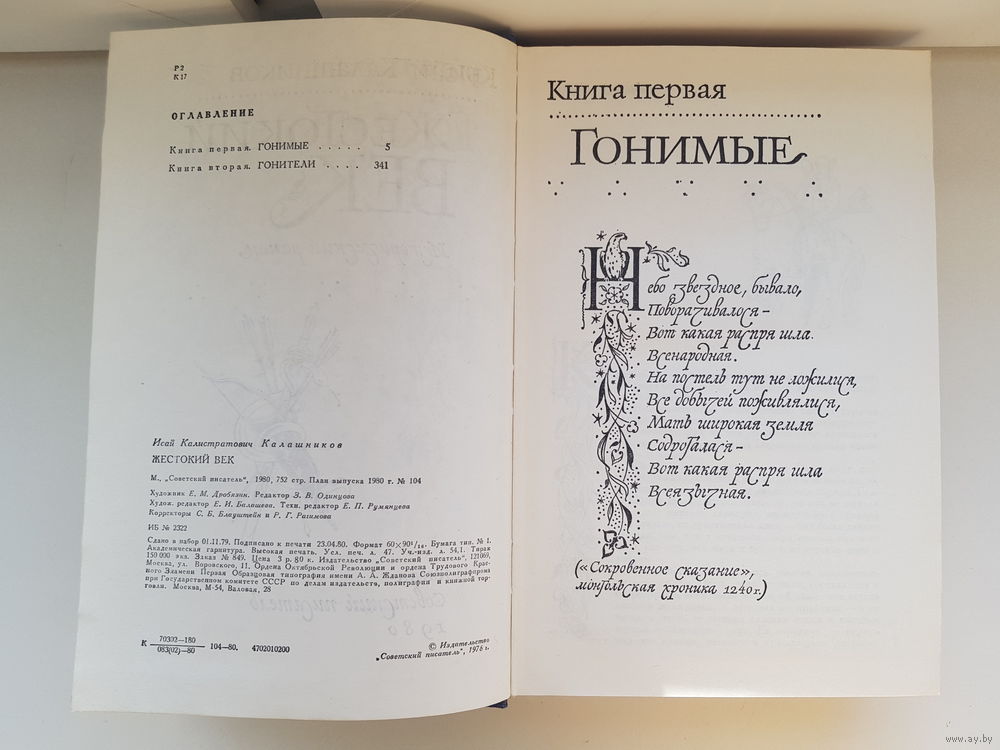 Р2
К17
ОГЛАВЛЕНИЕ
Книга первая. ГОНИМЫЕ . . . . . 5
Книга вторая. ГОНИТЕЛИ . . . . 341
Исай Калистратович Калашников
ЖЕСТОКИЙ ВЕК
М., „Советский писатель", 1980, 752 стр. План выпуска 1980 г. № 104
Художник Е. М. Дробязин. Редактор Э. В. Одинцова
Худож. редактор Е. И. Балашева. Техн. редактор Е. П. Румянцева
Корректоры С. Б. Блауштейн и Р. Г. Рагимова
ИБ № 2322
Сдано в набор 01.11.79. Подписано к печати 23.04.80. Формат 60×90¹/₁₆. Бумага тип. № 1.
Академическая гарнитура. Высокая печать. Усл. печ. л. 47. Уч.-изд. л. 54,1. Тираж
150 000 экз. Заказ № 849. Цена 3 р. 80 к. Издательство „Советский писатель", 121069,
Москва, ул. Воровского, 11. Ордена Октябрьской Революции и ордена Трудового Крас-
ного Знамени Первая Образцовая типография имени А. А. Жданова Союзполиграфпрома
при Государственном комитете СССР по делам издательств, полиграфии и книжной тор-
говли. Москва, М-54, Валовая, 28
К 70302—180
083(02)—80 104—80. 4702010200
© Издательство
„Советский писатель", 1978 г.
Книга первая
ГОНИМЫЕ
Небо звездное, бывало,
Поворачивалося –
Вот какая распря шла
Всенародная.
На постель тут не ложилися,
Все добычей поживлялися,
Мать широкая земля
Содрогалася –
Вот какая распря шла
Всеязычная.
(«Сокровенное сказание»,
монгольская хроника 1240 г.)
www.ay.by